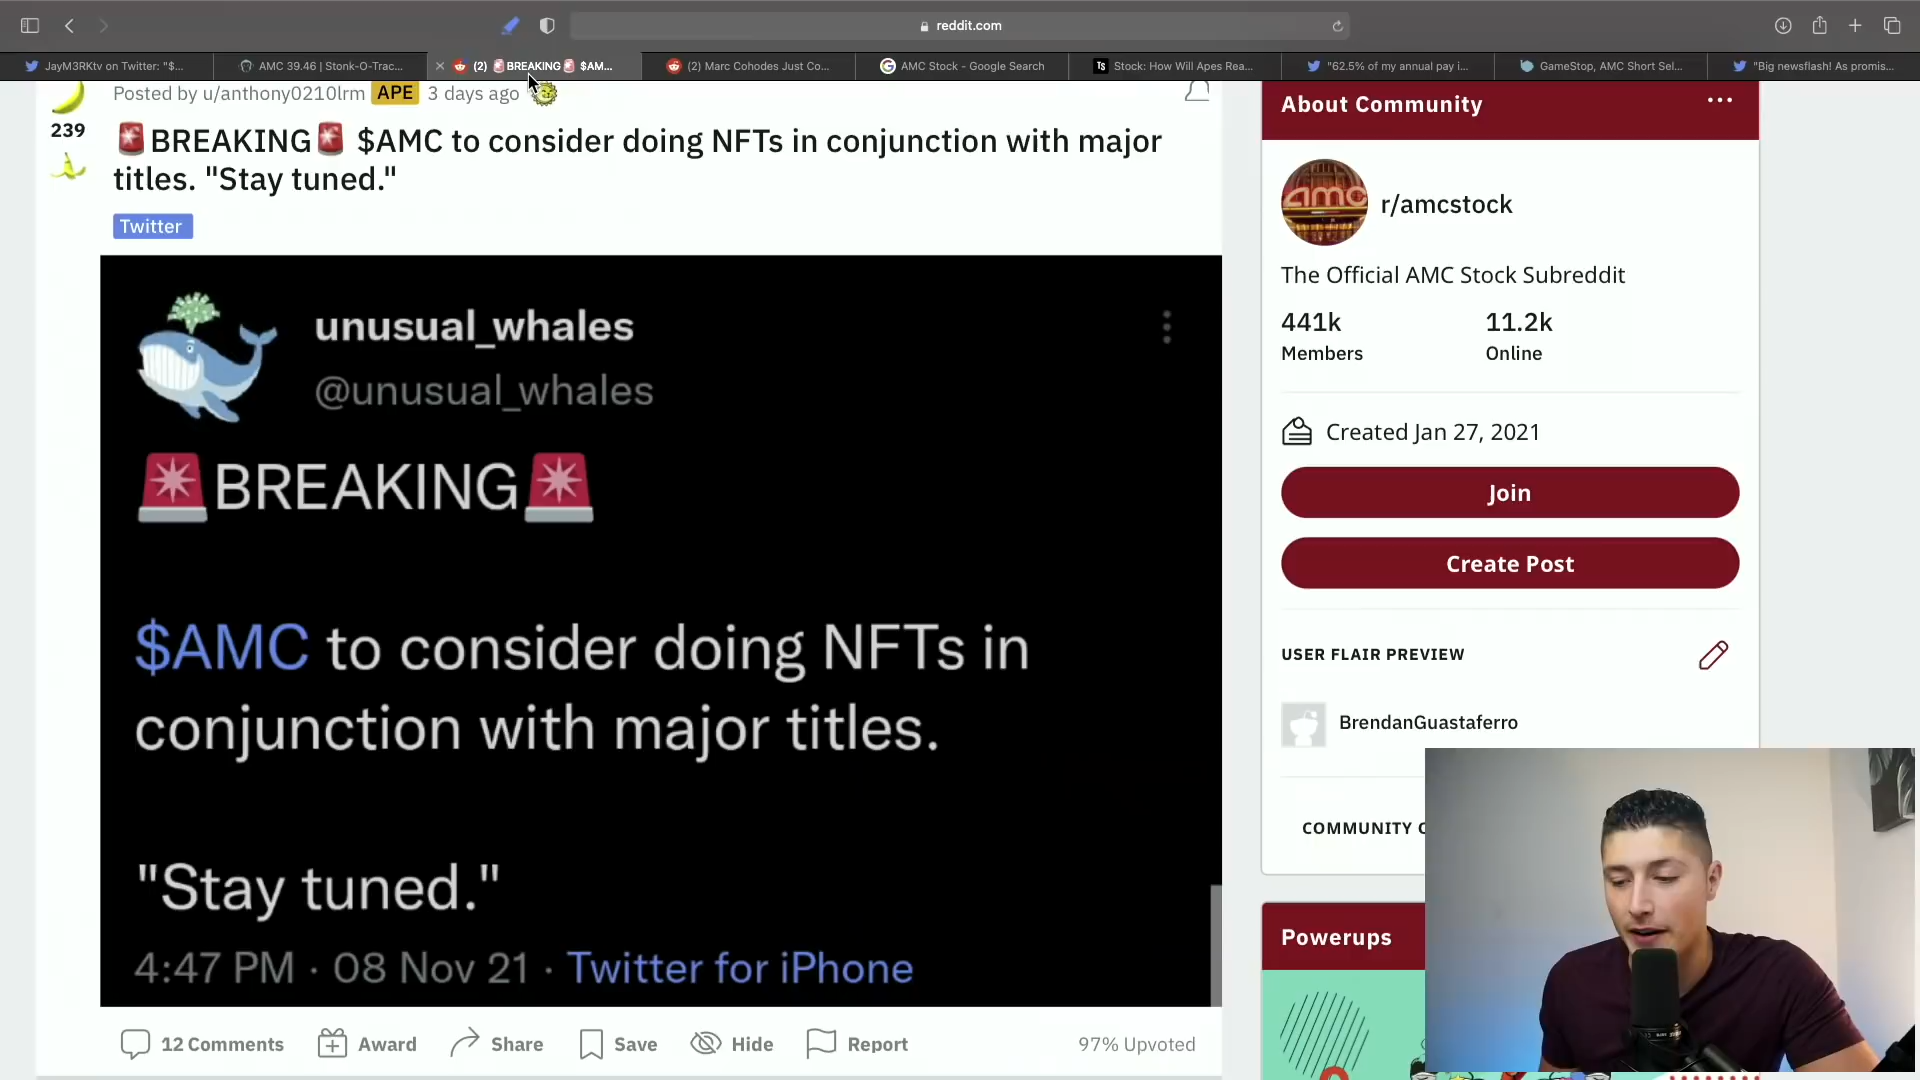 reddit.com
JayM3RKtv on Twitter: "$...
AMC 39.46 | Stonk-O-Trac...
(2) 🚨BREAKING🚨 $AM...
(2) Marc Cohodes Just Co...
AMC Stock - Google Search
Ts Stock: How Will Apes Rea...
"62.5% of my annual pay i...
GameStop, AMC Short Sel...
"Big newsflash! As promis...
Posted by u/anthony0210lrm APE 3 days ago
239
🚨BREAKING🚨 $AMC to consider doing NFTs in conjunction with major
titles. "Stay tuned."
Twitter
unusual_whales
@unusual_whales
🚨BREAKING🚨
$AMC to consider doing NFTs in
conjunction with major titles.
"Stay tuned."
4:47 PM · 08 Nov 21 · Twitter for iPhone
12 Comments Award Share Save Hide Report 97% Upvoted
About Community
amc
r/amcstock
The Official AMC Stock Subreddit
441k 11.2k
Members Online
Created Jan 27, 2021
Join
Create Post
USER FLAIR PREVIEW
BrendanGuastaferro
COMMUNITY
Powerups